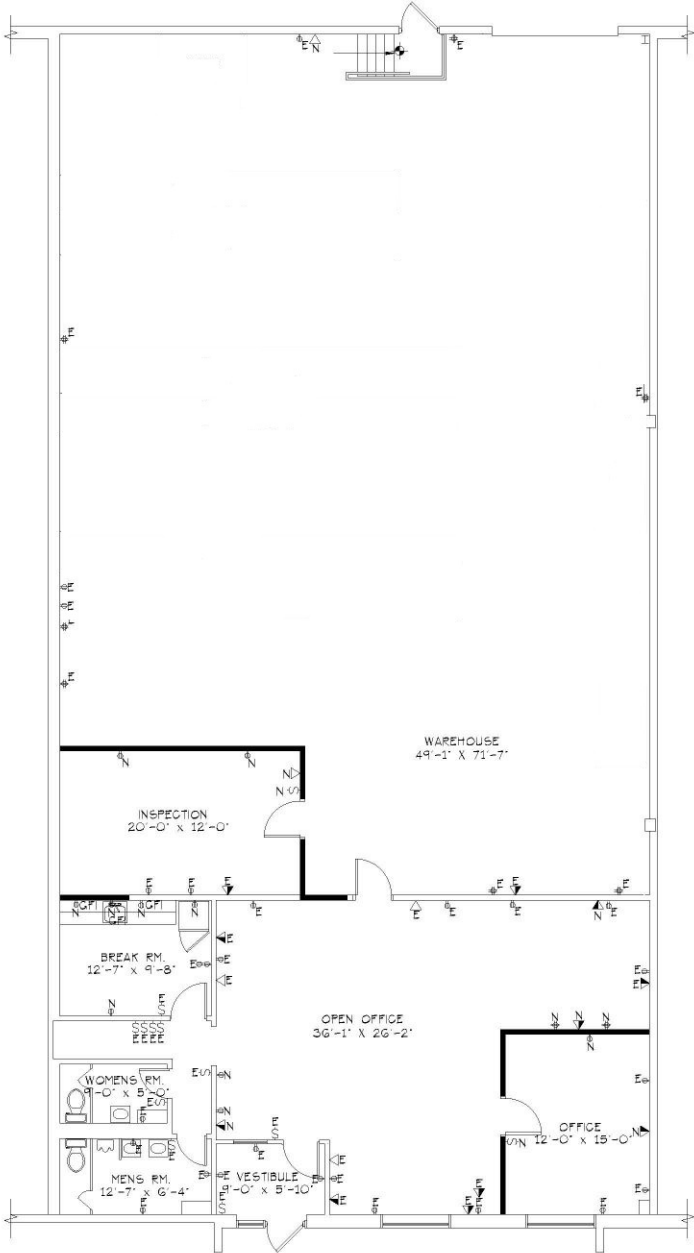 E N E
E
E
E
E
E
WAREHOUSE
49'-1" X 71'-7"
N N
N
N S
INSPECTION
20'-0" x 12'-0"
E E E E E E
N GFI N N GFI N
E E E E N E
E
E
E E
E
BREAK RM.
12'-7" x 9'-8"
E
E
N
E
S
OPEN OFFICE
36'-1" X 26'-2"
N N N
S S S S
E E E E
N
E S
N
E
WOMENS RM.
9'-0" x 5'-0"
E S
N
E
N
E
S
OFFICE
12'-0" X 15'-0"
S N
N
E
E
S
E
E
MENS RM.
12'-7" x 6'-4"
E
E
VESTIBULE
9'-0" x 5'-10"
E
E
E
E
E
S
E E E E